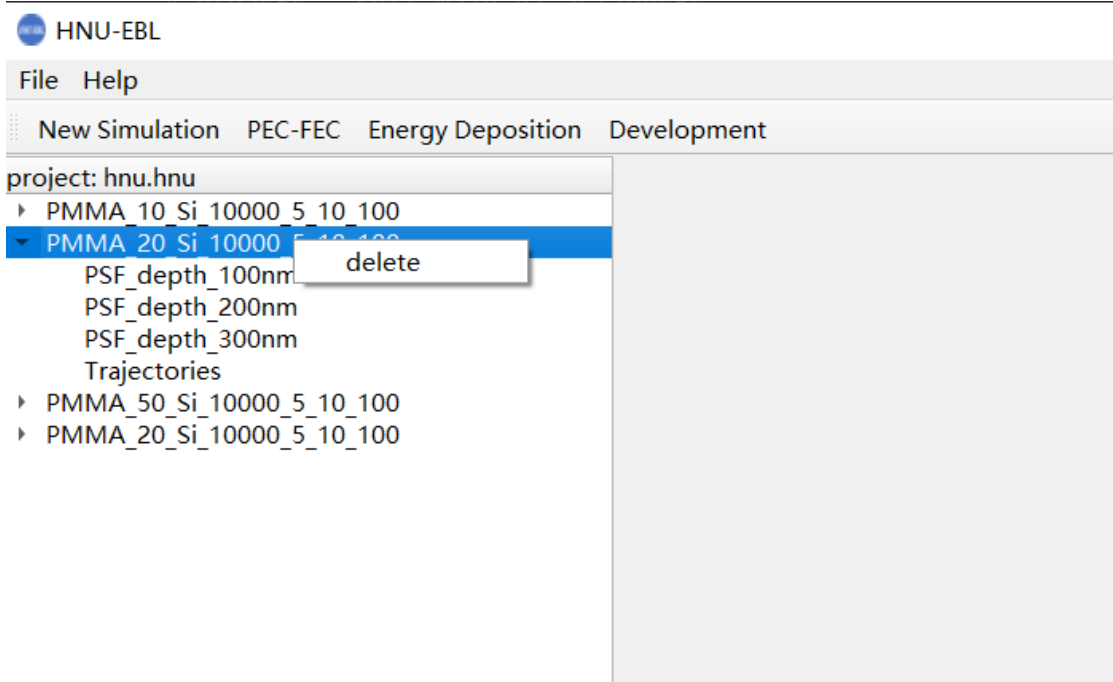 HNU-EBL
File Help
New Simulation PEC-FEC Energy Deposition Development
project: hnu.hnu
PMMA_10_Si_10000_5_10_100
PMMA_20_Si_10000_5_10_100
delete
PSF_depth_100nm
PSF_depth_200nm
PSF_depth_300nm
Trajectories
PMMA_50_Si_10000_5_10_100
PMMA_20_Si_10000_5_10_100